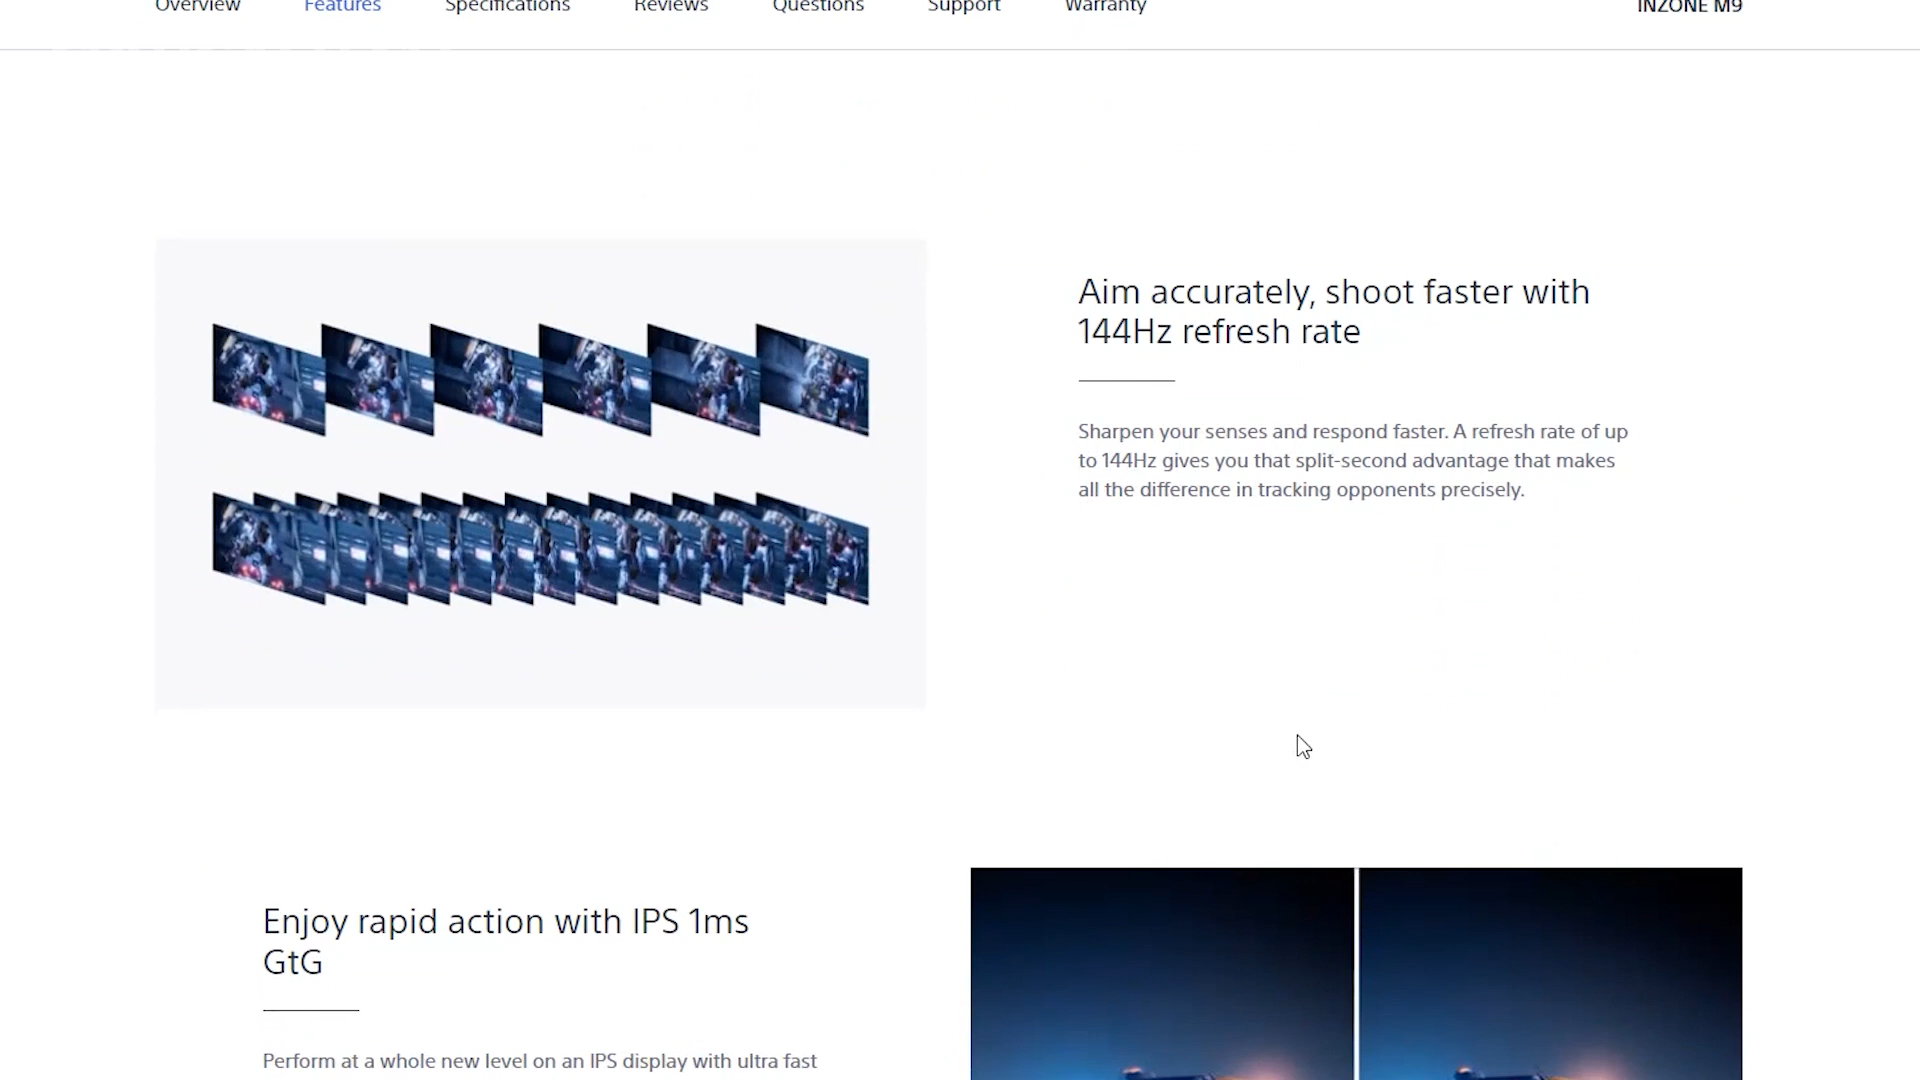 Overview Features Specifications Reviews Questions Support Warranty INZONE M9
Aim accurately, shoot faster with
144Hz refresh rate
Sharpen your senses and respond faster. A refresh rate of up
to 144Hz gives you that split-second advantage that makes
all the difference in tracking opponents precisely.
Enjoy rapid action with IPS 1ms
GtG
Perform at a whole new level on an IPS display with ultra fast